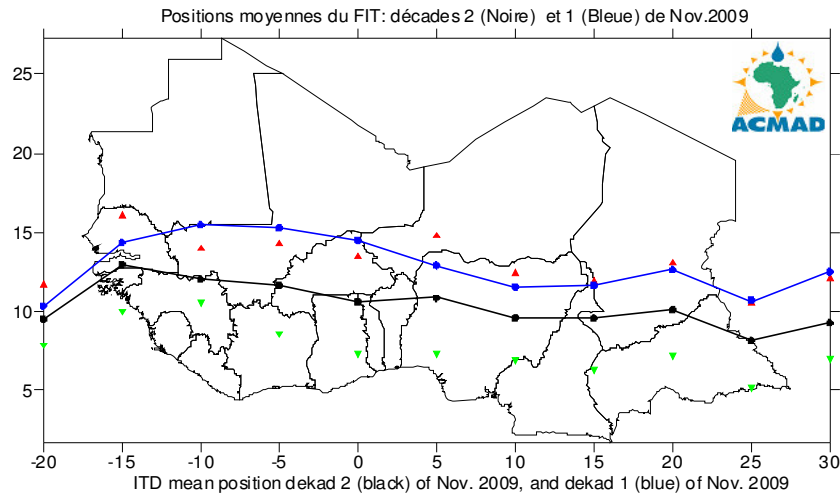 Positions moyennes du FIT: décades 2 (Noire) et 1 (Bleue) de Nov.2009
ACMAD
25
20
15
10
5
-20 -15 -10 -5 0 5 10 15 20 25 30
ITD mean position dekad 2 (black) of Nov. 2009, and dekad 1 (blue) of Nov. 2009